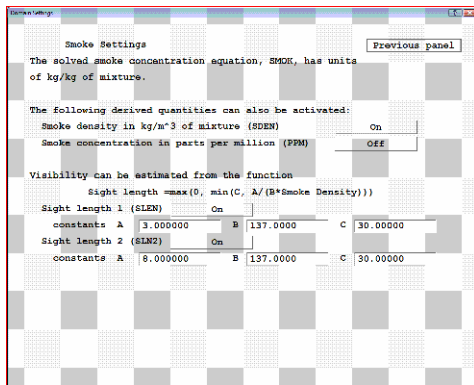 Domain Settings
Smoke Settings Previous panel
The solved smoke concentration equation, SMOK, has units
of kg/kg of mixture.
The following derived quantities can also be activated:
Smoke density in kg/m^3 of mixture (SDEN) On
Smoke concentration in parts per million (PPM) Off
Visibility can be estimated from the function
Sight length =max(0, min(C, A/(B*Smoke Density)))
Sight length 1 (SLEN) On
constants A 3.000000 B 137.0000 C 30.00000
Sight length 2 (SLN2) On
constants A 8.000000 B 137.0000 C 30.00000